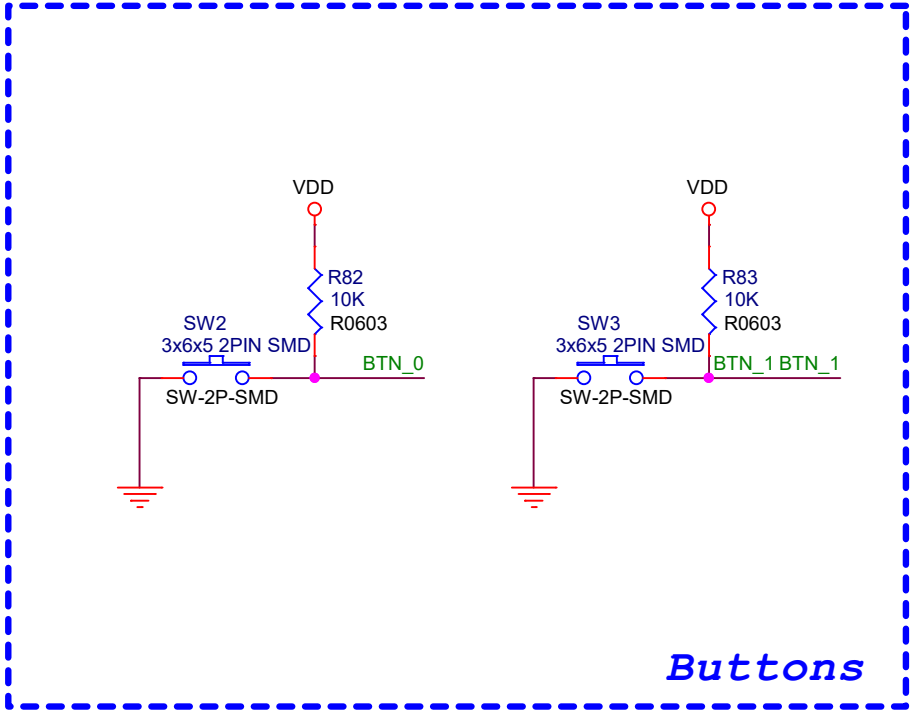 VDD
R82
10K
R0603
SW2
3x6x5 2PIN SMD
BTN_0
SW-2P-SMD
VDD
R83
10K
R0603
SW3
3x6x5 2PIN SMD
BTN_1 BTN_1
SW-2P-SMD
Buttons